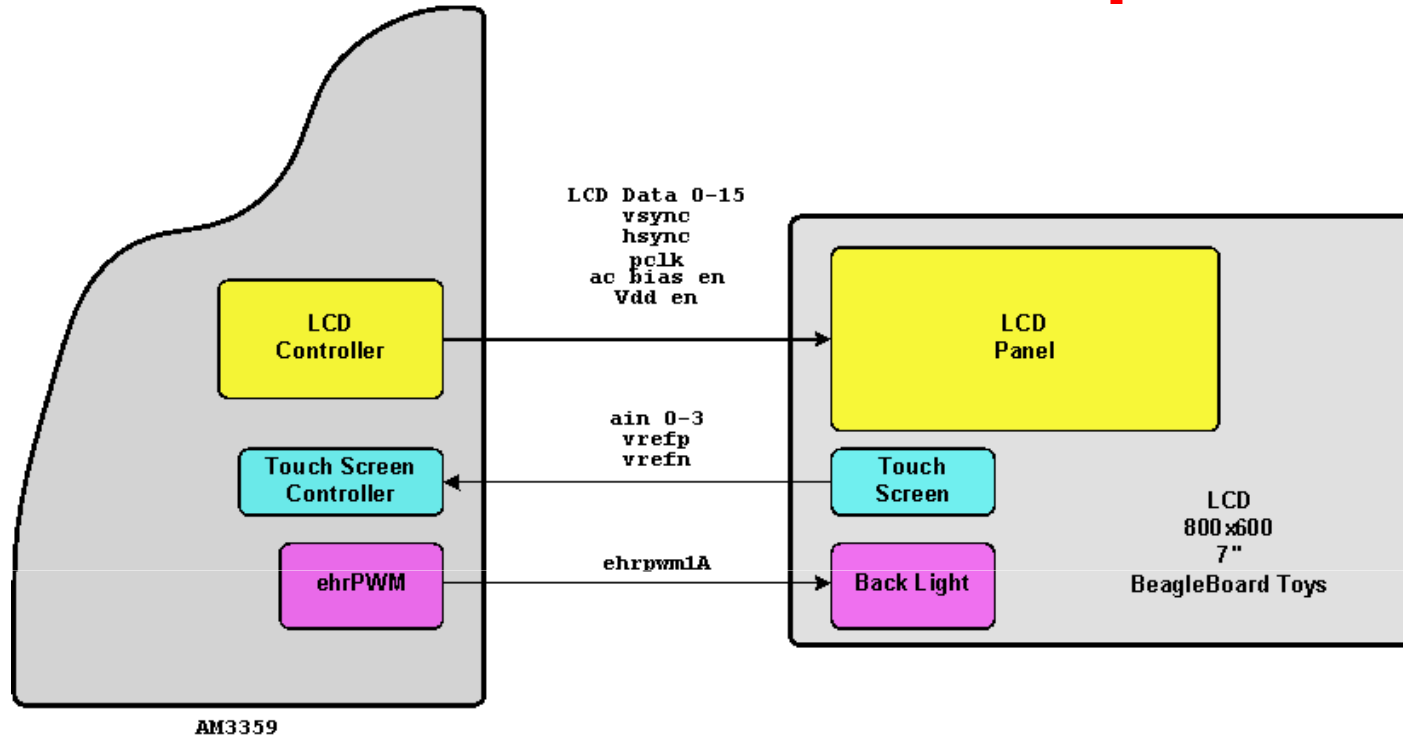 LCD Data 0-15
vsync
hsync
pclk
ac bias en
Vdd en
LCD
Controller
LCD
Panel
ain 0-3
vrefp
vrefn
Touch Screen
Controller
Touch
Screen
LCD
800x600
7"
BeagleBoard Toys
ehrpwm1A
ehrPWM
Back Light
AM3359